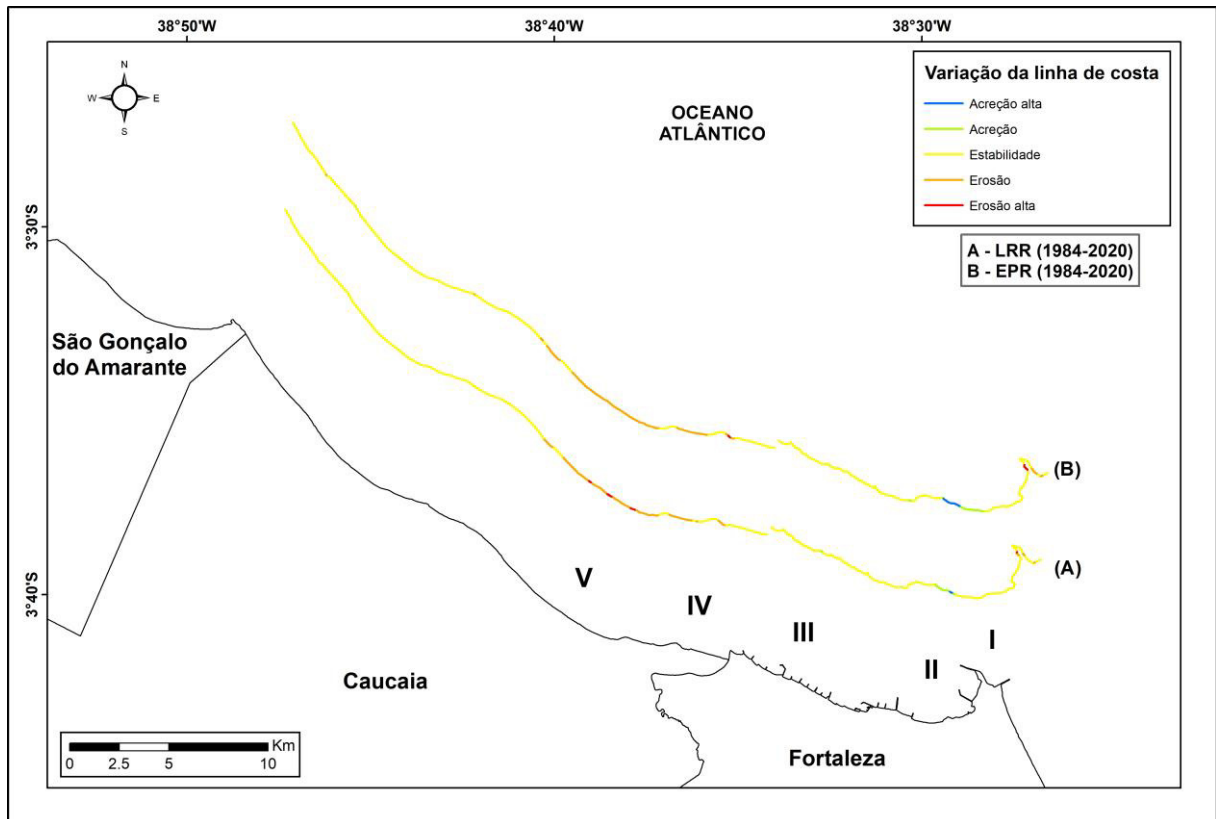 38°50'W 38°40'W 38°30'W
N
W E
S
OCEANO
ATLÂNTICO
Variação da linha de costa
Acreção alta
Acreção
Estabilidade
Erosão
Erosão alta
A - LRR (1984-2020)
B - EPR (1984-2020)
3°30'S
São Gonçalo
do Amarante
(B)
(A)
3°40'S
V
IV
III
II
I
Caucaia
Fortaleza
Km
0 2.5 5 10